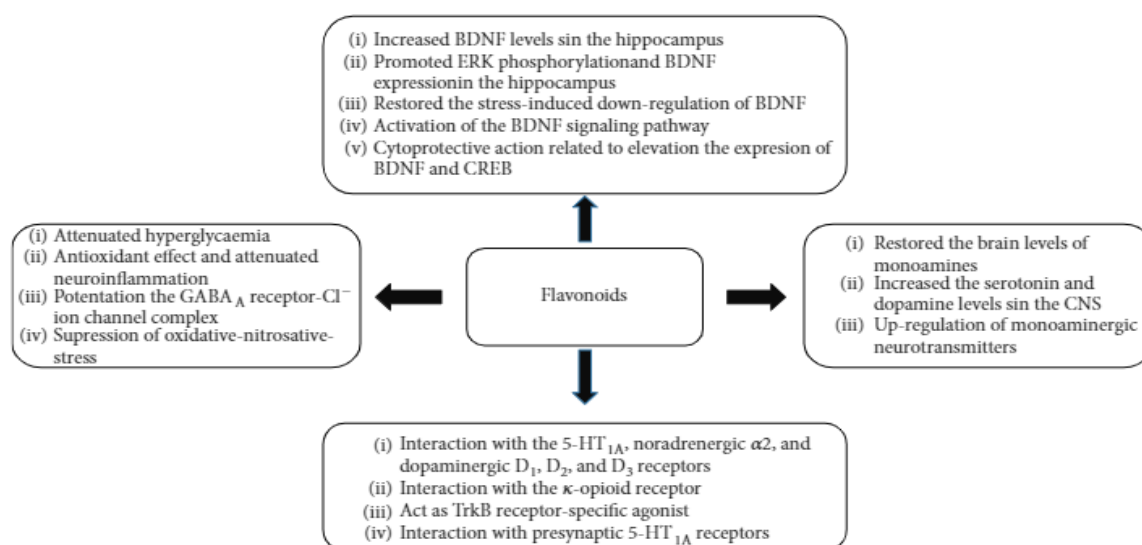 (i) Increased BDNF levels sin the hippocampus
(ii) Promoted ERK phosphorylationand BDNF
expressionin the hippocampus
(iii) Restored the stress-induced down-regulation of BDNF
(iv) Activation of the BDNF signaling pathway
(v) Cytoprotective action related to elevation the expresion of
BDNF and CREB
(i) Attenuated hyperglycaemia
(ii) Antioxidant effect and attenuated
neuroinflammation
(iii) Potentation the GABA A receptor-Cl⁻
ion channel complex
(iv) Supression of oxidative-nitrosative-
stress
Flavonoids
(i) Restored the brain levels of
monoamines
(ii) Increased the serotonin and
dopamine levels sin the CNS
(iii) Up-regulation of monoaminergic
neurotransmitters
(i) Interaction with the 5-HT1A, noradrenergic α2, and
dopaminergic D1, D2, and D3 receptors
(ii) Interaction with the κ-opioid receptor
(iii) Act as TrkB receptor-specific agonist
(iv) Interaction with presynaptic 5-HT1A receptors